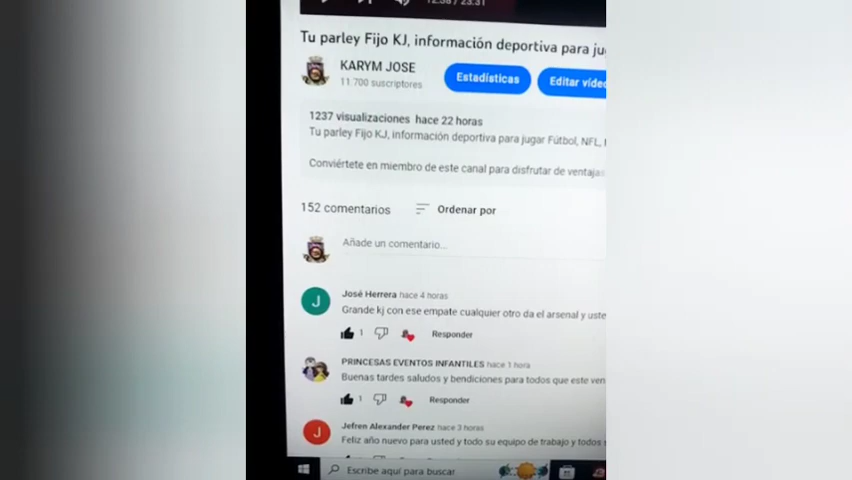 12:58 / 23:31
Tu parley Fijo KJ, información deportiva para ju
KARYM JOSE
11 700 suscriptores
Estadísticas
Editar víde
1237 visualizaciones hace 22 horas
Tu parley Fijo KJ, información deportiva para jugar Fútbol, NFL,
Conviértete en miembro de este canal para disfrutar de ventajas
152 comentarios
Ordenar por
Añade un comentario...
J
José Herrera hace 4 horas
Grande kj con ese empate cualquier otro da el arsenal y uste
1
Responder
PRINCESAS EVENTOS INFANTILES hace 1 hora
Buenas tardes saludos y bendiciones para todos que este ven
1
Responder
J
Jefren Alexander Perez hace 3 horas
Feliz año nuevo para usted y todo su equipo de trabajo y todos
Escribe aquí para buscar